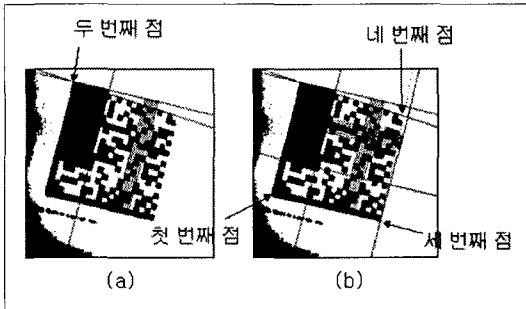 두 번째 점
네 번째 점
첫 번째 점
세 번째 점
(a)
(b)